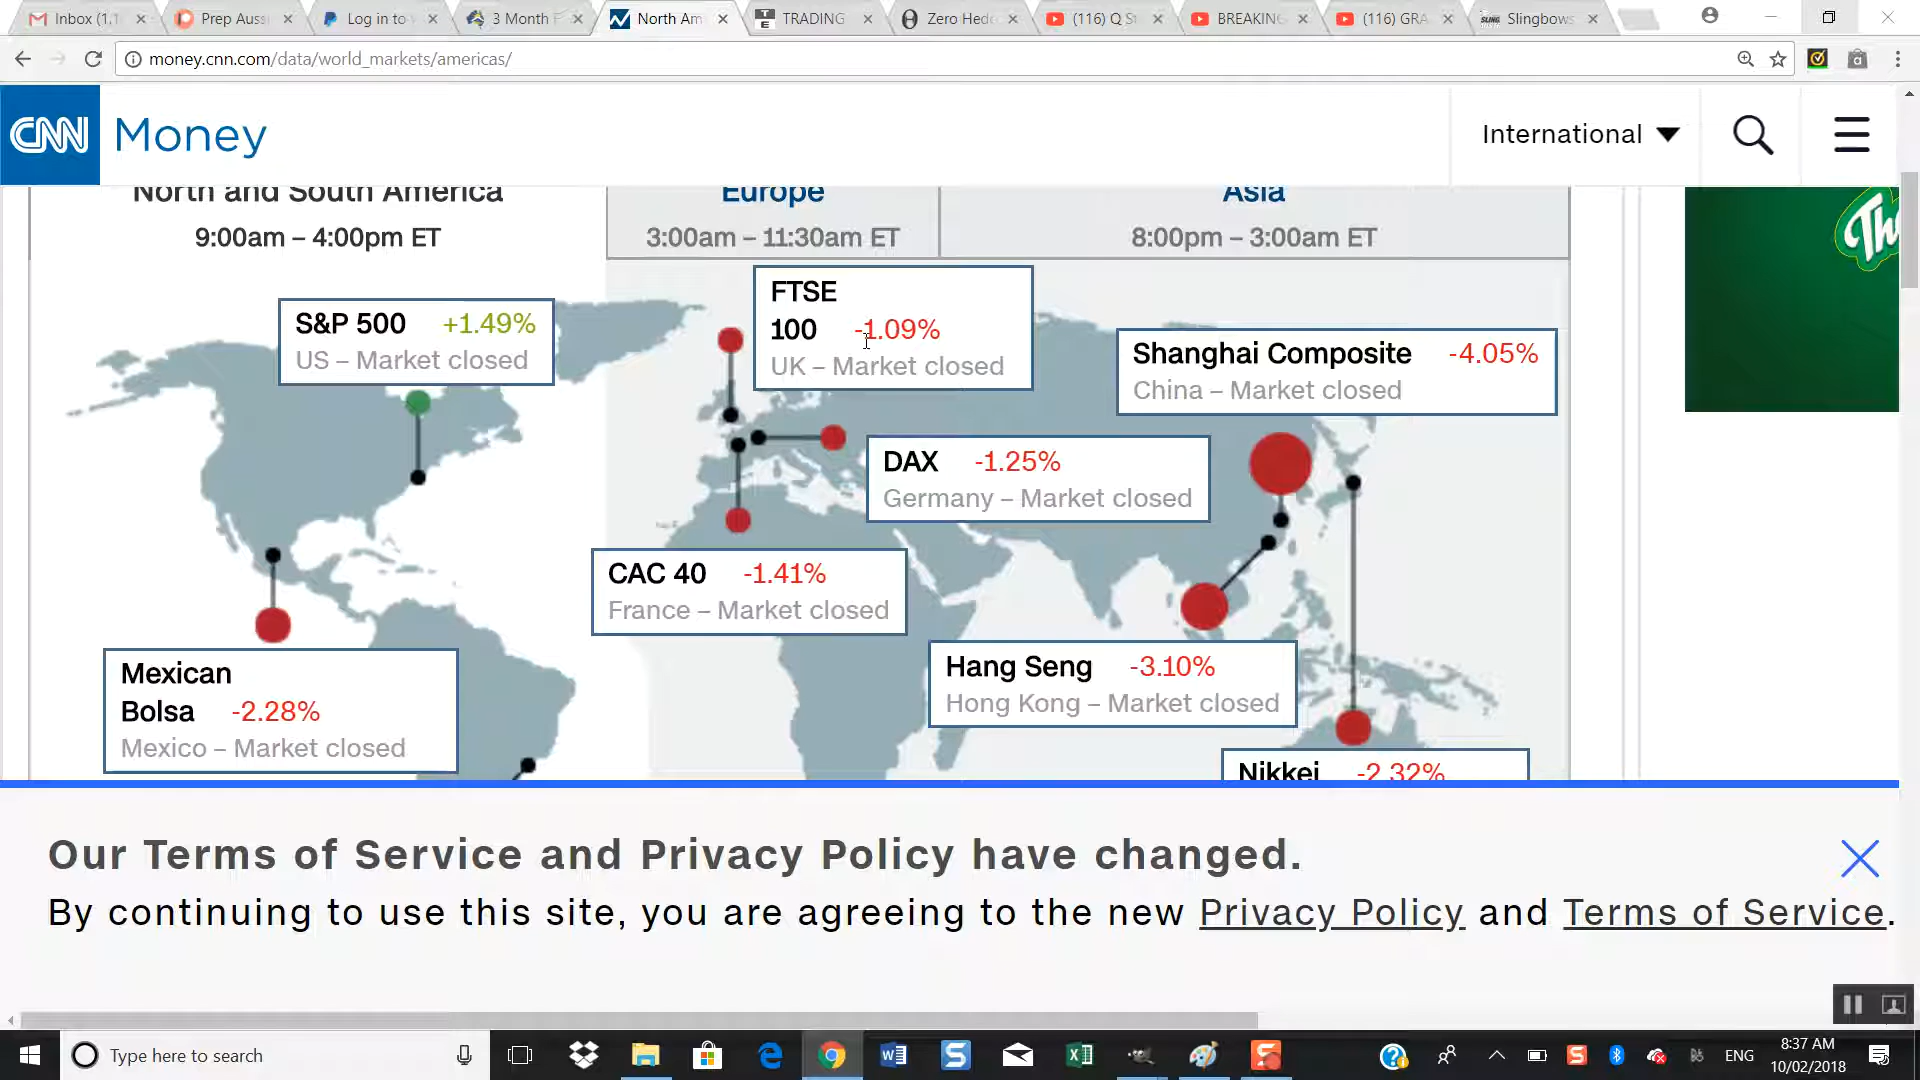 Inbox (1.1
Prep Auss
Log in to
3 Month F
North Am
TRADING
Zero Hed
(116) Q S
BREAKIN
(116) GRA
Slingbows
money.cnn.com/data/world_markets/americas/
CNN Money
International
North and South America
9:00am – 4:00pm ET
Europe
3:00am – 11:30am ET
Asia
8:00pm – 3:00am ET
The
S&P 500 +1.49%
US – Market closed
FTSE
100 -1.09%
UK – Market closed
Shanghai Composite -4.05%
China – Market closed
DAX -1.25%
Germany – Market closed
CAC 40 -1.41%
France – Market closed
Hang Seng -3.10%
Hong Kong – Market closed
Mexican
Bolsa -2.28%
Mexico – Market closed
Nikkei -2.32%
Our Terms of Service and Privacy Policy have changed.
By continuing to use this site, you are agreeing to the new Privacy Policy and Terms of Service.
Type here to search
ENG
8:37 AM
10/02/2018